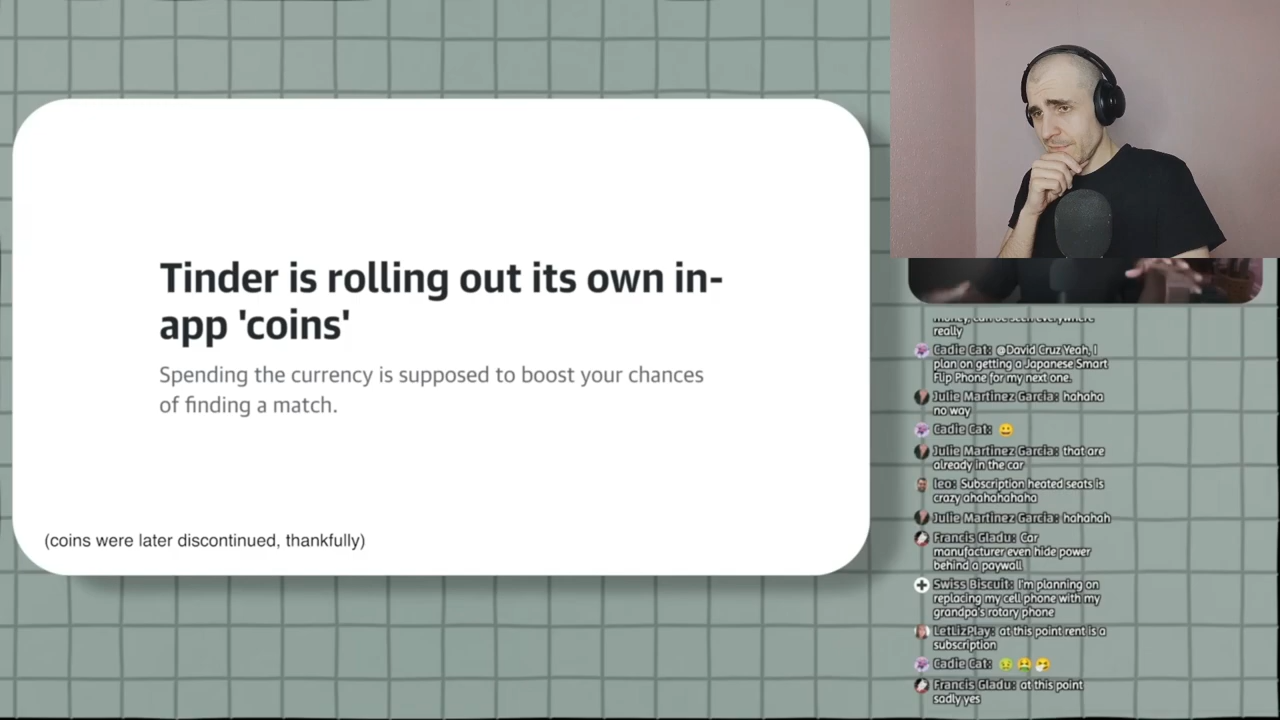 Tinder is rolling out its own in-
app 'coins'
Spending the currency is supposed to boost your chances
of finding a match.
(coins were later discontinued, thankfully)
money, can be seen everywhere
really
Cadie Cat: @David Cruz Yeah, I
plan on getting a Japanese Smart
Flip Phone for my next one.
Julie Martinez Garcia: hahaha
no way
Cadie Cat: 😀
Julie Martinez Garcia: that are
already in the car
leo: Subscription heated seats is
crazy ahahahahaha
Julie Martinez Garcia: hahahah
Francis Gladu: Car
manufacturer even hide power
behind a paywall
Swiss Biscuit: I'm planning on
replacing my cell phone with my
grandpa's rotary phone
LetLizPlay: at this point rent is a
subscription
Cadie Cat: 🤢 🤮 🤧
Francis Gladu: at this point
sadly yes